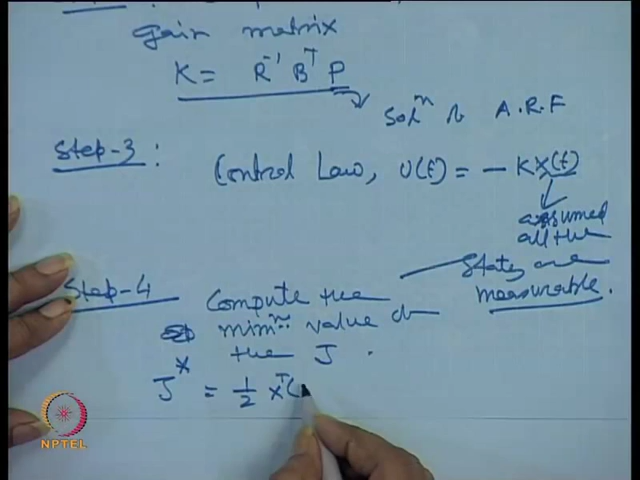 gain matrix
K = R⁻¹ Bᵀ P
Solⁿ of A.R.E
Step-3 :
Control Law, U(t) = - K X(t)
assumed
all the
states are
measurable.
Step-4
Compute the
minᵐ value of
the J .
J* = 1/2 Xᵀ(
NPTEL